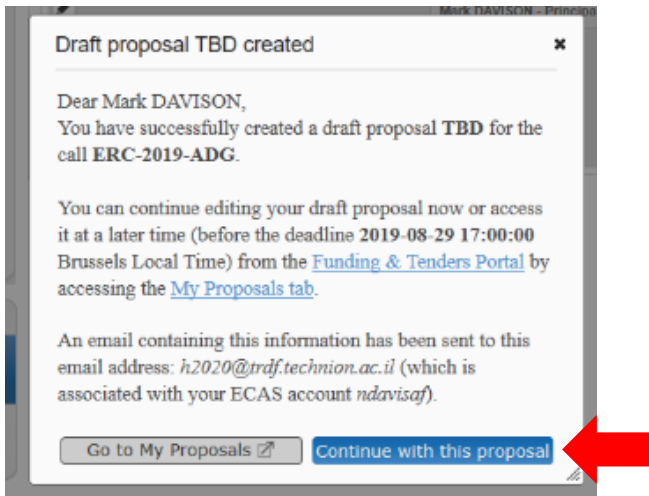 Mark DAVISON - Principa
Draft proposal TBD created
Dear Mark DAVISON,
You have successfully created a draft proposal TBD for the
call ERC-2019-ADG.
You can continue editing your draft proposal now or access
it at a later time (before the deadline 2019-08-29 17:00:00
Brussels Local Time) from the Funding & Tenders Portal by
accessing the My Proposals tab.
An email containing this information has been sent to this
email address: h2020@trdf.technion.ac.il (which is
associated with your ECAS account ndavisaf).
Go to My Proposals
Continue with this proposal